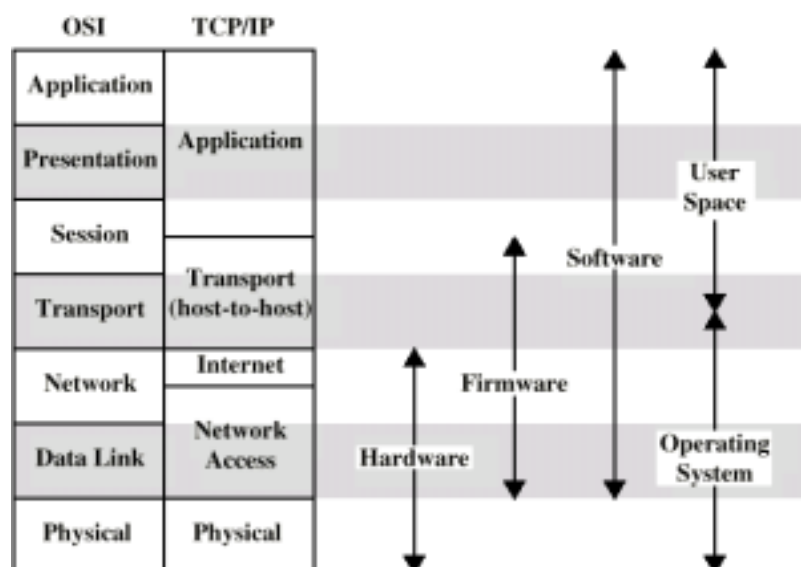 OSI
TCP/IP
Application
Presentation
Session
Transport
Network
Data Link
Physical
Application
Transport
(host-to-host)
Internet
Network
Access
Physical
Hardware
Firmware
Software
User
Space
Operating
System